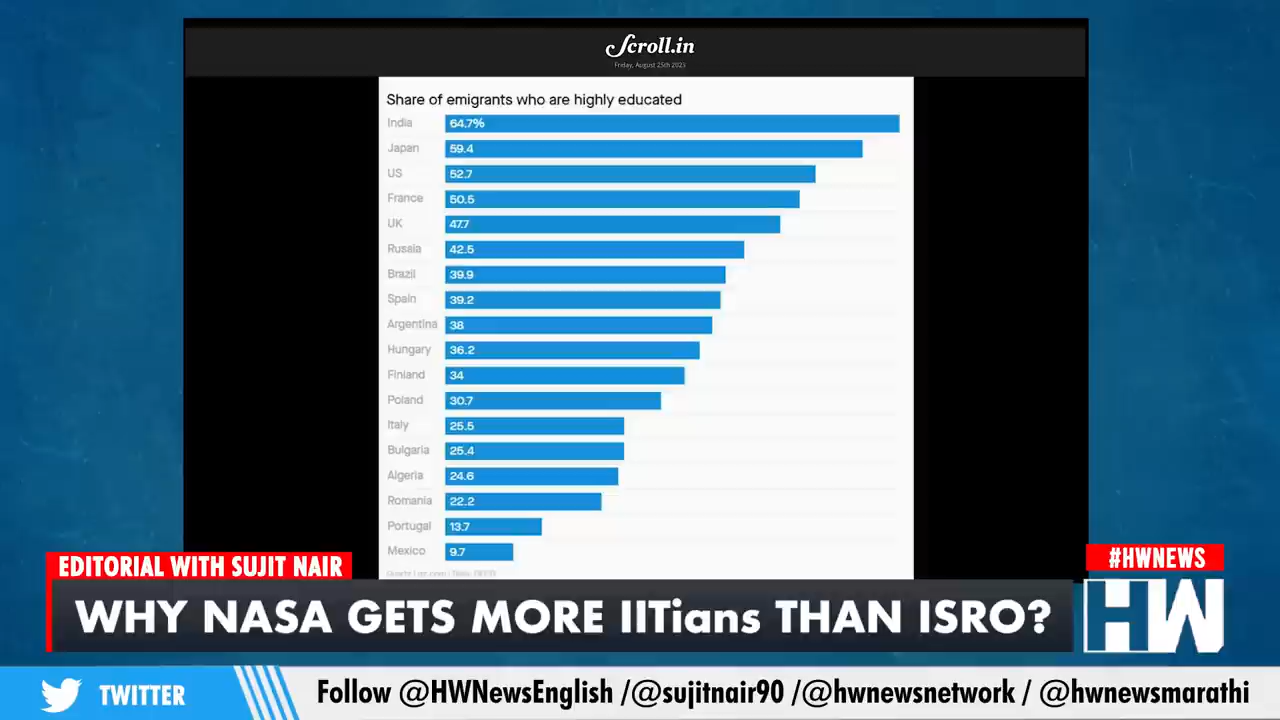 Scroll.in
Friday, August 25th 2023
Share of emigrants who are highly educated
India 64.7%
Japan 59.4
US 52.7
France 50.5
UK 47.7
Russia 42.5
Brazil 39.9
Spain 39.2
Argentina 38
Hungary 36.2
Finland 34
Poland 30.7
Italy 25.5
Bulgaria 25.4
Algeria 24.6
Romania 22.2
Portugal 13.7
Mexico 9.7
EDITORIAL WITH SUJIT NAIR
#HWNEWS
WHY NASA GETS MORE IITians THAN ISRO?
HW
TWITTER
Follow @HWNewsEnglish /@sujitnair90 /@hwnewsnetwork / @hwnewsmarathi